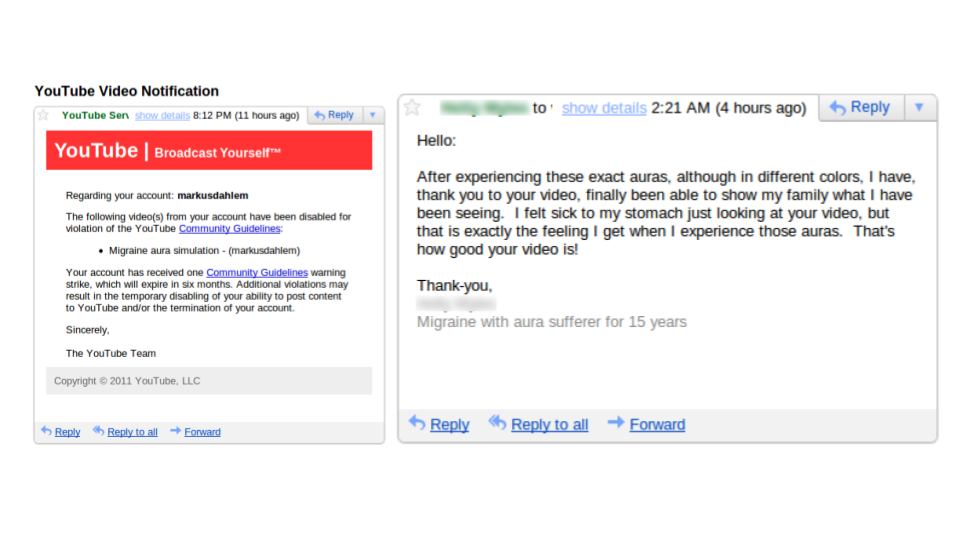 YouTube Video Notification
YouTube Serv show details 8:12 PM (11 hours ago) Reply
YouTube | Broadcast Yourself™
Regarding your account: markusdahlem
The following video(s) from your account have been disabled for
violation of the YouTube Community Guidelines:
• Migraine aura simulation - (markusdahlem)
Your account has received one Community Guidelines warning
strike, which will expire in six months. Additional violations may
result in the temporary disabling of your ability to post content
to YouTube and/or the termination of your account.
Sincerely,
The YouTube Team
Copyright © 2011 YouTube, LLC
Reply Reply to all Forward
to show details 2:21 AM (4 hours ago) Reply
Hello:
After experiencing these exact auras, although in different colors, I have,
thank you to your video, finally been able to show my family what I have
been seeing. I felt sick to my stomach just looking at your video, but
that is exactly the feeling I get when I experience those auras. That's
how good your video is!
Thank-you,
Migraine with aura sufferer for 15 years
Reply Reply to all Forward